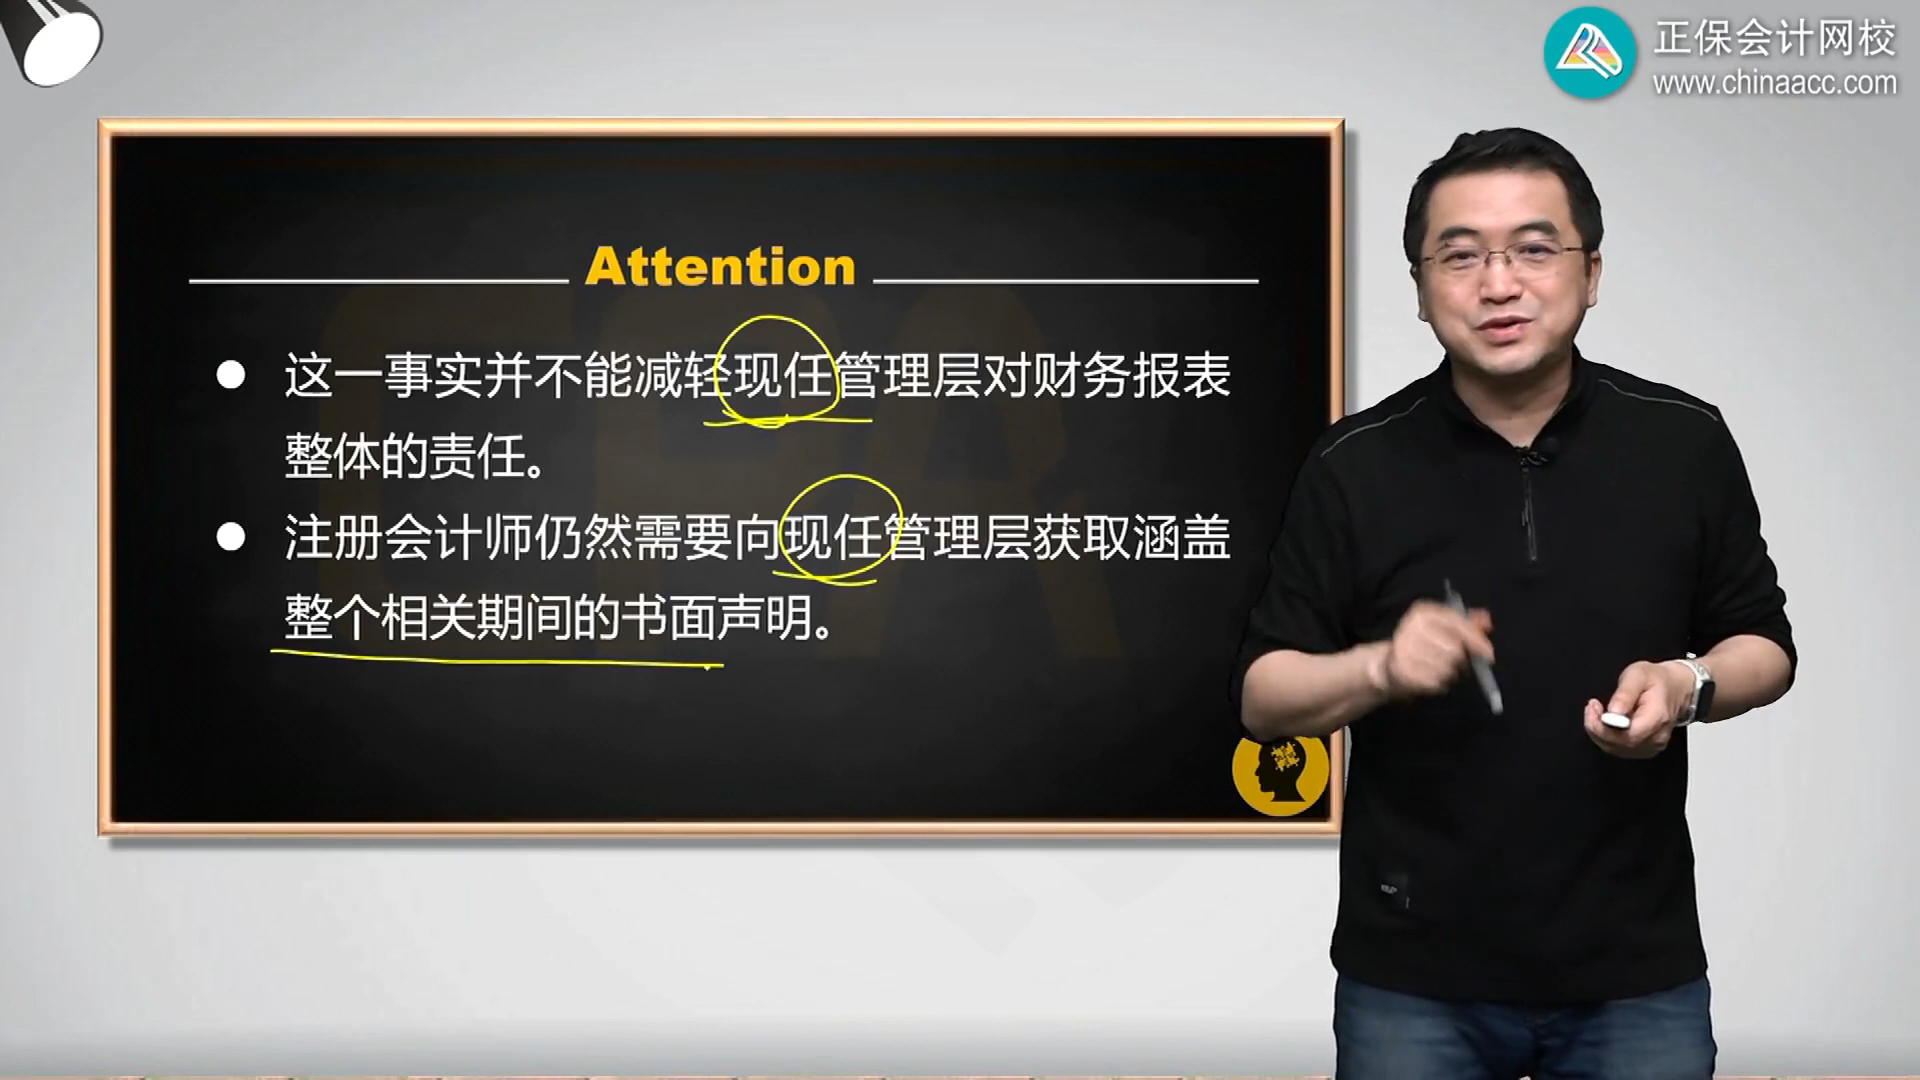 正保会计网校
www.chinaacc.com
Attention
这一事实并不能减轻现任管理层对财务报表
整体的责任。
注册会计师仍然需要向现任管理层获取涵盖
整个相关期间的书面声明。
CPA